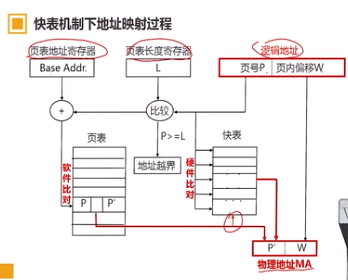 快表机制下地址映射过程
页表地址寄存器
页表长度寄存器
逻辑地址
Base Addr.
L
页号P
页内偏移W
+
比较
页表
P>=L
快表
地址越界
软件比对
硬件比对
P
P'
P'
W
物理地址MA